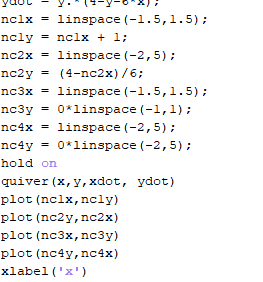 ydot = y.*(4-y-6*x);
nc1x = linspace(-1.5,1.5);
nc1y = nc1x + 1;
nc2x = linspace(-2,5);
nc2y = (4-nc2x)/6;
nc3x = linspace(-1.5,1.5);
nc3y = 0*linspace(-1,1);
nc4x = linspace(-2,5);
nc4y = 0*linspace(-2,5);
hold on
quiver(x,y,xdot, ydot)
plot(nc1x,nc1y)
plot(nc2y,nc2x)
plot(nc3x,nc3y)
plot(nc4y,nc4x)
xlabel('x')